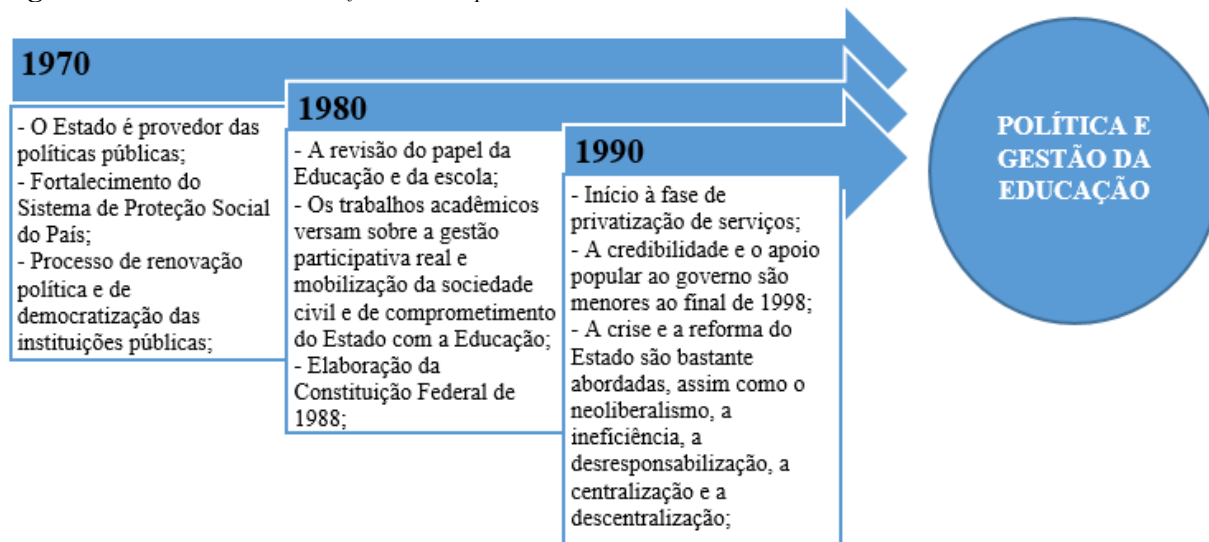 1970
- O Estado é provedor das
políticas públicas;
- Fortalecimento do
Sistema de Proteção Social
do País;
- Processo de renovação
política e de
democratização das
instituições públicas;
1980
- A revisão do papel da
Educação e da escola;
- Os trabalhos acadêmicos
versam sobre a gestão
participativa real e
mobilização da sociedade
civil e de comprometimento
do Estado com a Educação;
- Elaboração da
Constituição Federal de
1988;
1990
- Início à fase de
privatização de serviços;
- A credibilidade e o apoio
popular ao governo são
menores ao final de 1998;
- A crise e a reforma do
Estado são bastante
abordadas, assim como o
neoliberalismo, a
ineficiência, a
desresponsabilização, a
centralização e a
descentralização;
POLÍTICA E
GESTÃO DA
EDUCAÇÃO